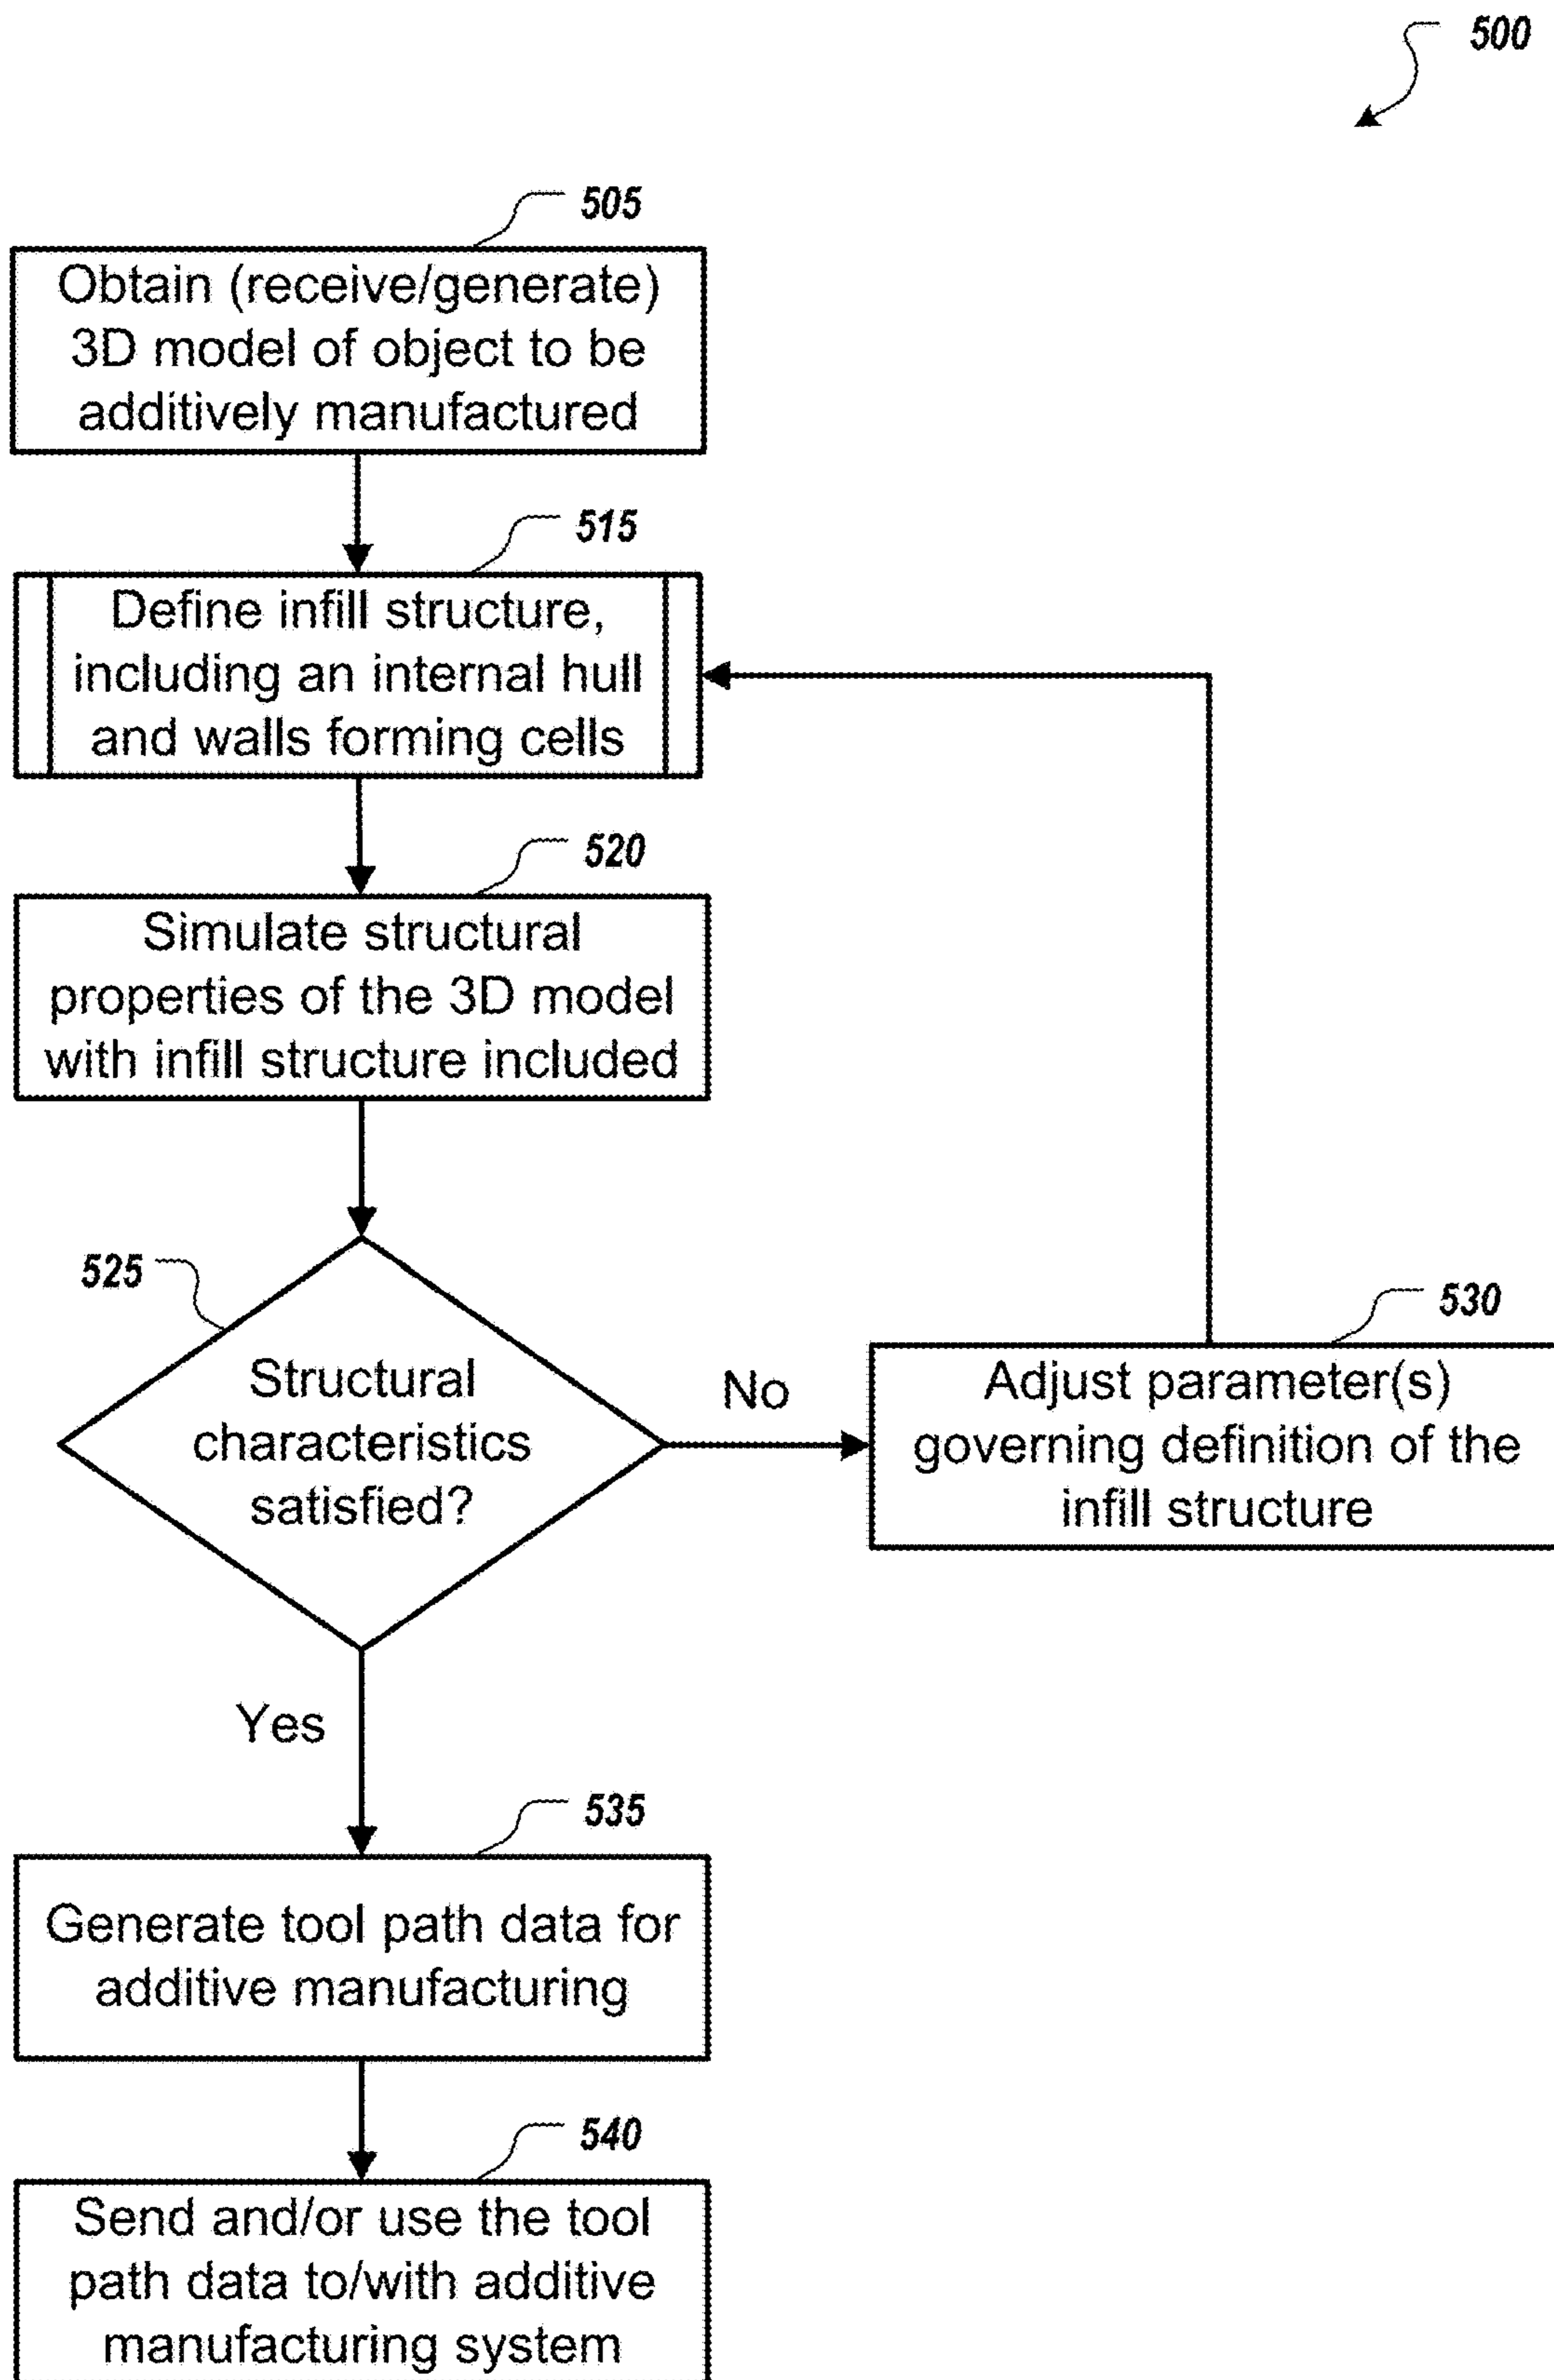 500
505
Obtain (receive/generate)
3D model of object to be
additively manufactured
515
Define infill structure,
including an internal hull
and walls forming cells
520
Simulate structural
properties of the 3D model
with infill structure included
525
Structural
characteristics
satisfied?
No
530
Adjust parameter(s)
governing definition of the
infill structure
Yes
535
Generate tool path data for
additive manufacturing
540
Send and/or use the tool
path data to/with additive
manufacturing system